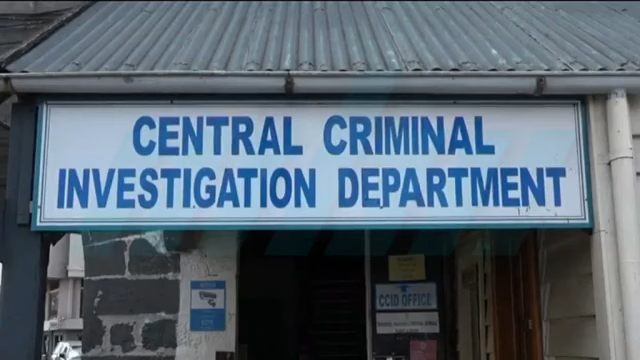 CENTRAL CRIMINAL
INVESTIGATION DEPARTMENT
CCID OFFICE